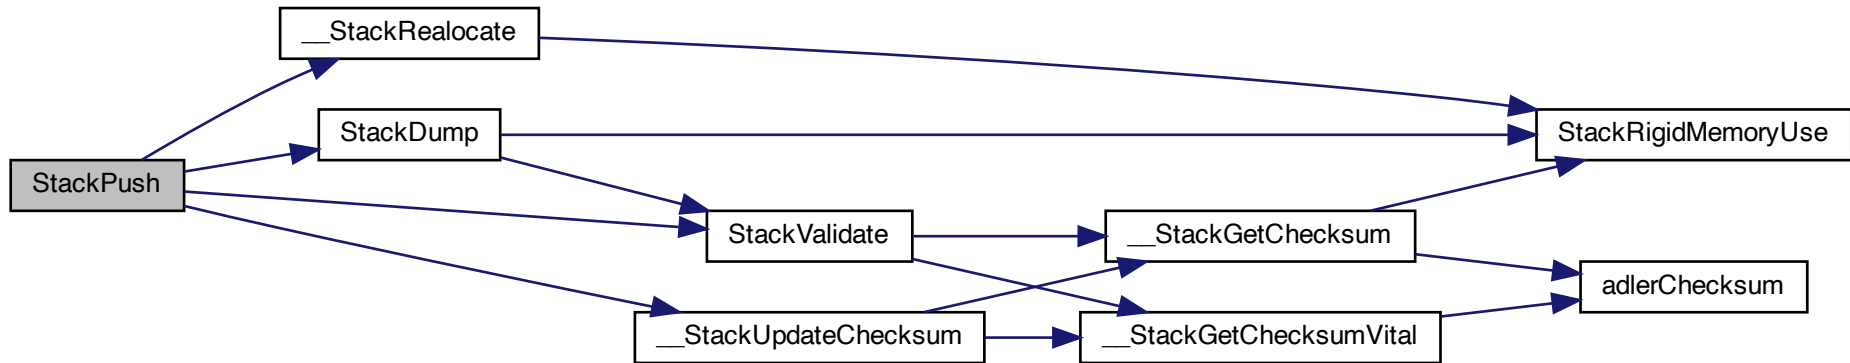 __StackRealocate
StackDump
StackRigidMemoryUse
StackPush
StackValidate
__StackGetChecksum
adlerChecksum
__StackUpdateChecksum
__StackGetChecksumVital